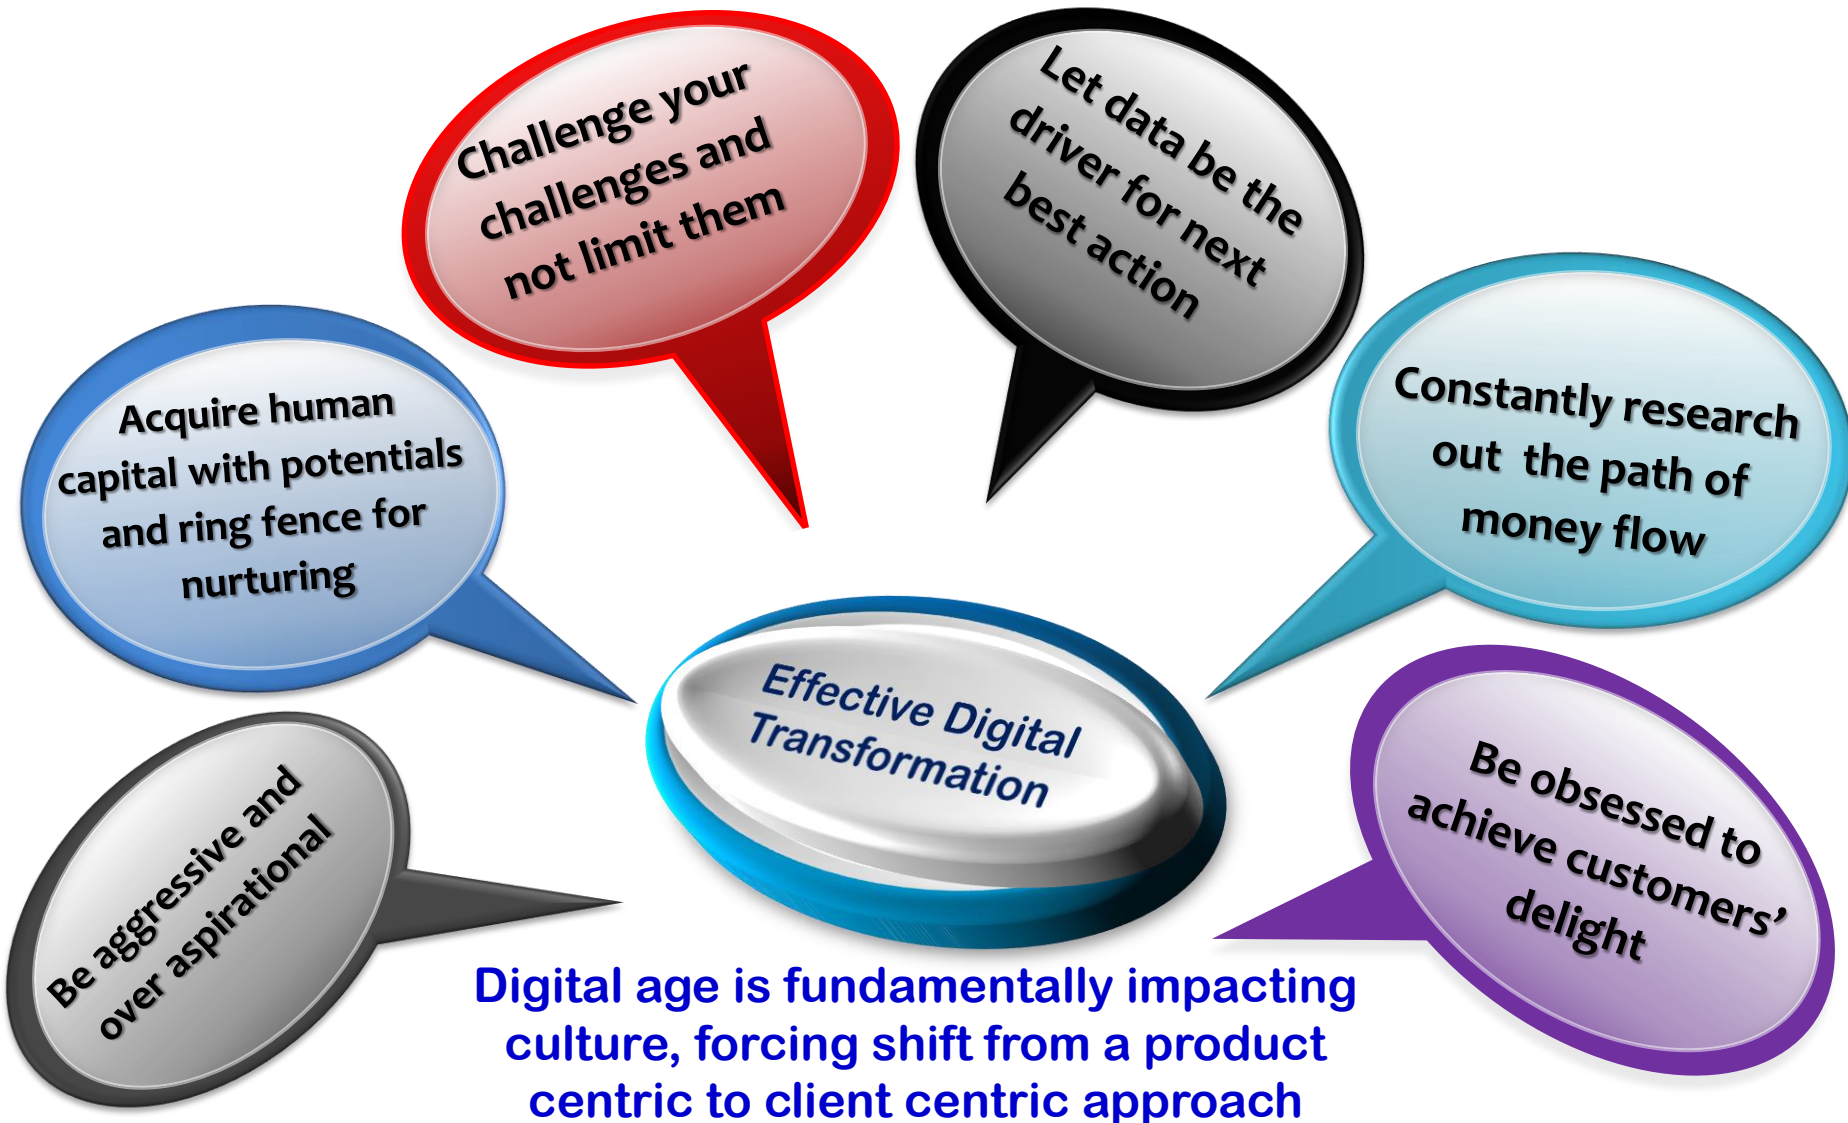 Challenge your
challenges and
not limit them
Let data be the
driver for next
best action
Acquire human
capital with potentials
and ring fence for
nurturing
Constantly research
out  the path of
money flow
Be aggressive and
over aspirational
Effective Digital
Transformation
Be obsessed to
achieve customers’
delight
Digital age is fundamentally impacting
culture, forcing shift from a product
centric to client centric approach